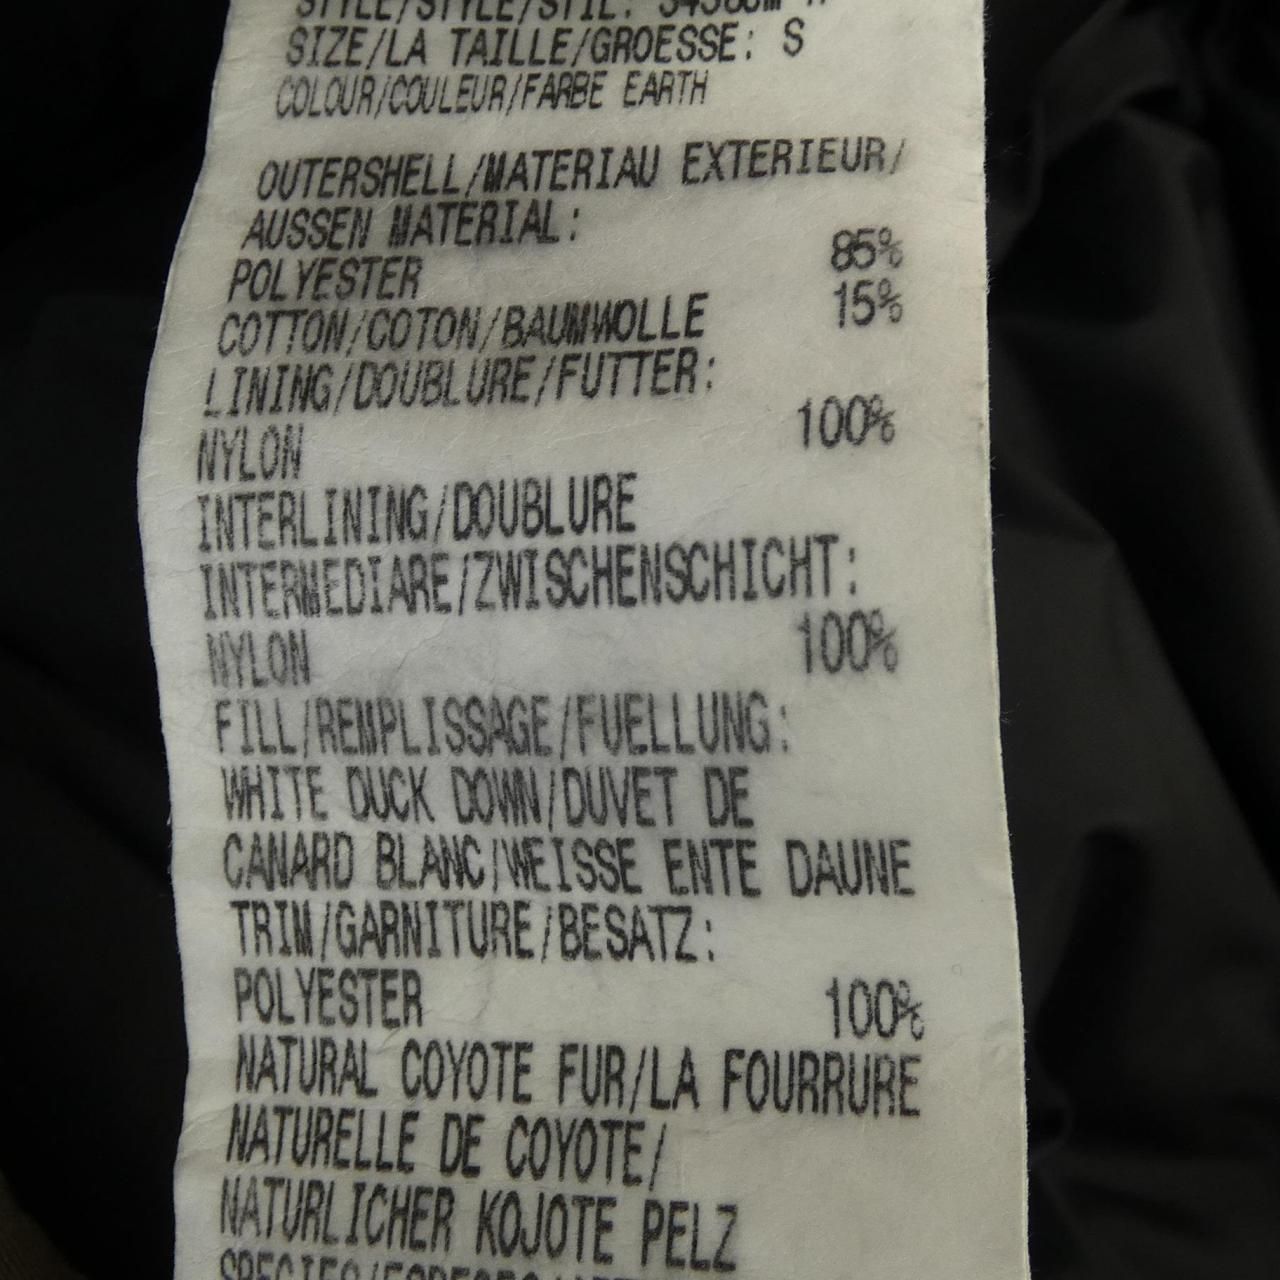 STYLE/STYLE/STIL:
SIZE/LA TAILLE/GROESSE: S
COLOUR/COULEUR/FARBE EARTH
OUTERSHELL/MATERIAU EXTERIEUR/
AUSSEN MATERIAL:
POLYESTER 85%
COTTON/COTON/BAUMWOLLE 15%
LINING/DOUBLURE/FUTTER:
NYLON 100%
INTERLINING/DOUBLURE
INTERMEDIARE/ZWISCHENSCHICHT:
NYLON 100%
FILL/REMPLISSAGE/FUELLUNG:
WHITE DUCK DOWN/DUVET DE
CANARD BLANC/WEISSE ENTE DAUNE
TRIM/GARNITURE/BESATZ:
POLYESTER 100%
NATURAL COYOTE FUR/LA FOURRURE
NATURELLE DE COYOTE/
NATURLICHER KOJOTE PELZ